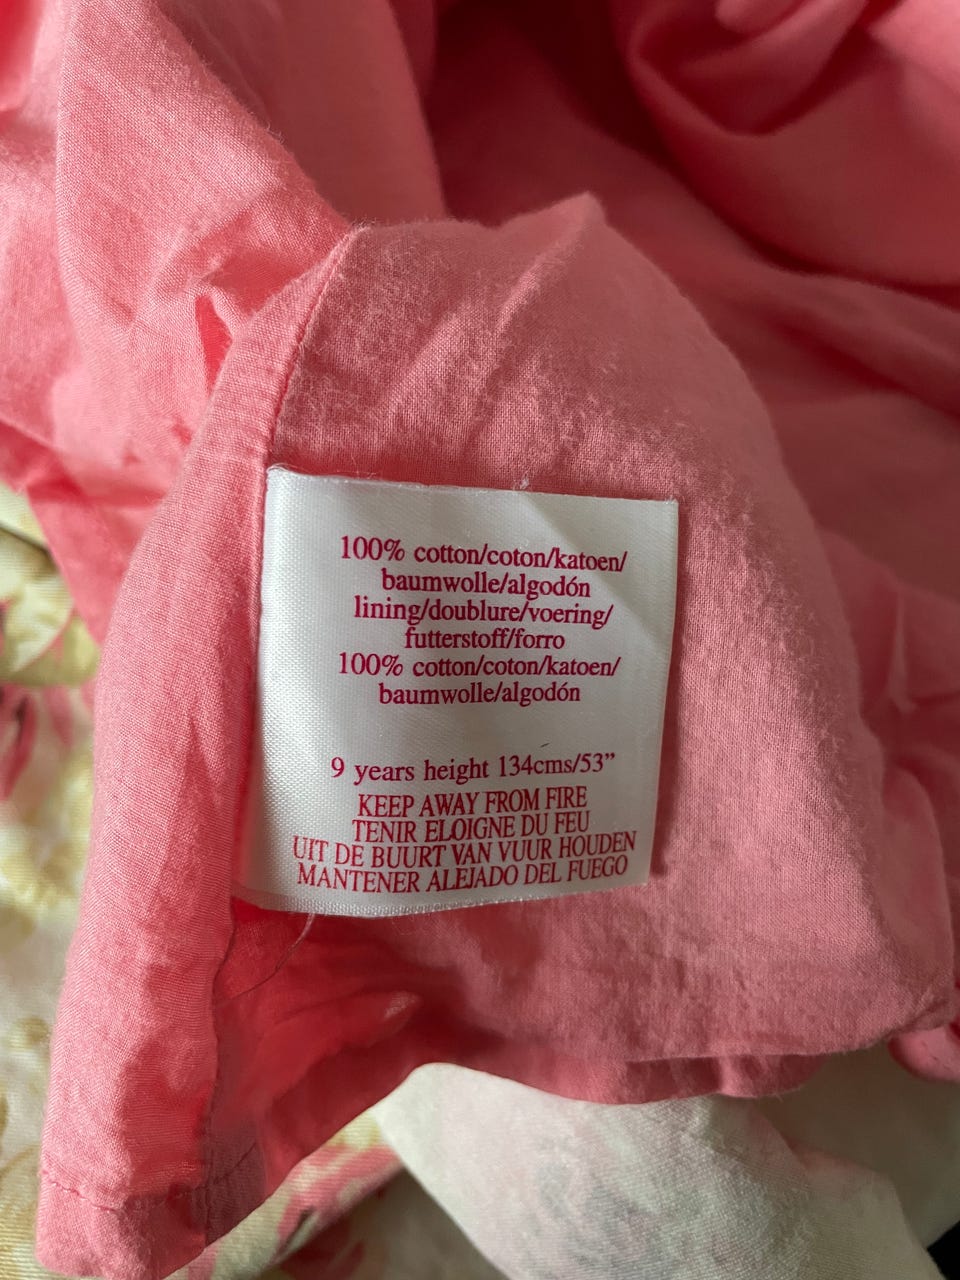 100% cotton/coton/katoen/
baumwolle/algodón
lining/doublure/voering/
futterstoff/forro
100% cotton/coton/katoen/
baumwolle/algodón
9 years height 134cms/53”
KEEP AWAY FROM FIRE
TENIR ELOIGNE DU FEU
UIT DE BUURT VAN VUUR HOUDEN
MANTENER ALEJADO DEL FUEGO